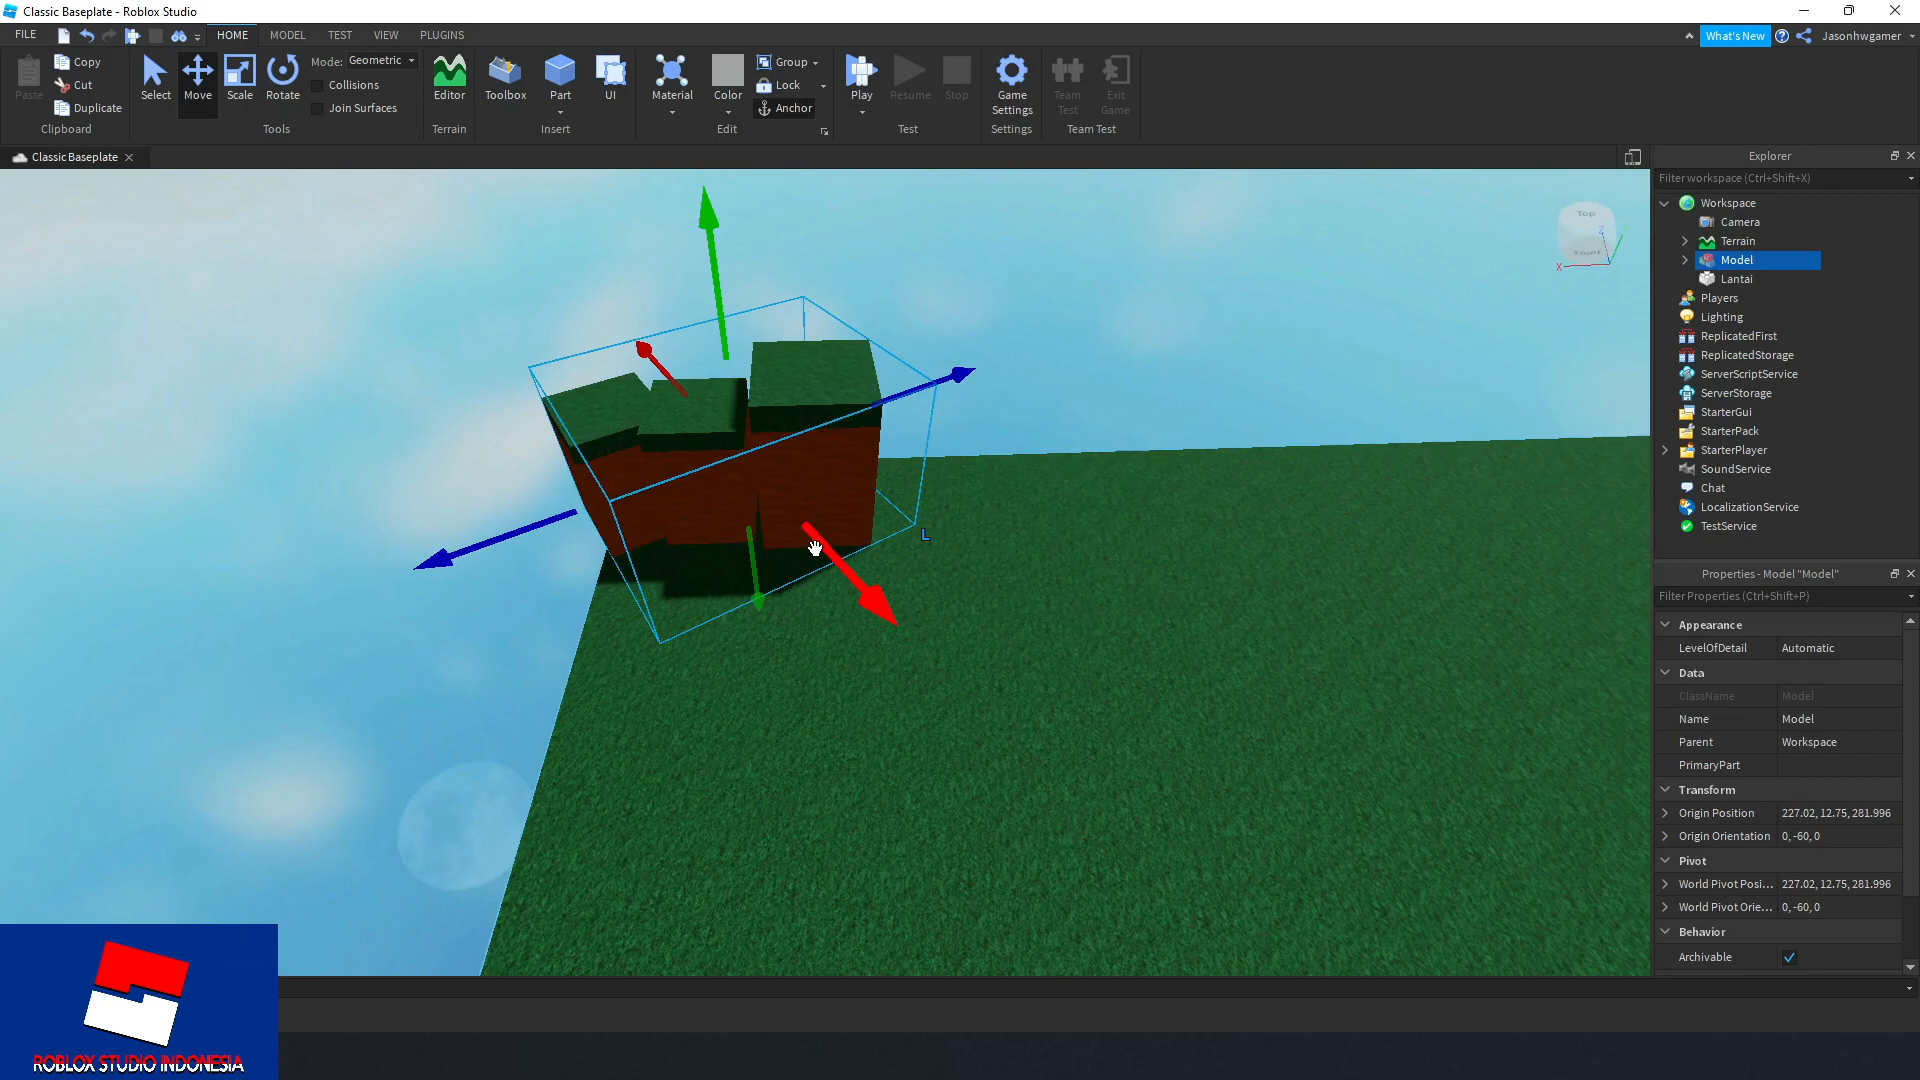 Classic Baseplate - Roblox Studio
FILE HOME MODEL TEST VIEW PLUGINS What's New Jasonhwgamer
Paste Copy Cut Duplicate
Clipboard
Select Move Scale Rotate
Mode: Geometric
Collisions
Join Surfaces
Tools
Editor
Terrain
Toolbox Part UI
Insert
Material Color Group Lock Anchor
Edit
Play Resume Stop
Test
Game Settings
Settings
Team Test Exit Game
Team Test
Classic Baseplate
Top
Front
X Z
L
Explorer
Filter workspace (Ctrl+Shift+X)
Workspace
Camera
Terrain
Model
Lantai
Players
Lighting
ReplicatedFirst
ReplicatedStorage
ServerScriptService
ServerStorage
StarterGui
StarterPack
StarterPlayer
SoundService
Chat
LocalizationService
TestService
Properties - Model "Model"
Filter Properties (Ctrl+Shift+P)
Appearance
LevelOfDetail Automatic
Data
ClassName Model
Name Model
Parent Workspace
PrimaryPart
Transform
Origin Position 227.02, 12.75, 281.996
Origin Orientation 0, -60, 0
Pivot
World Pivot Posi... 227.02, 12.75, 281.996
World Pivot Orie... 0, -60, 0
Behavior
Archivable
ROBLOX STUDIO INDONESIA